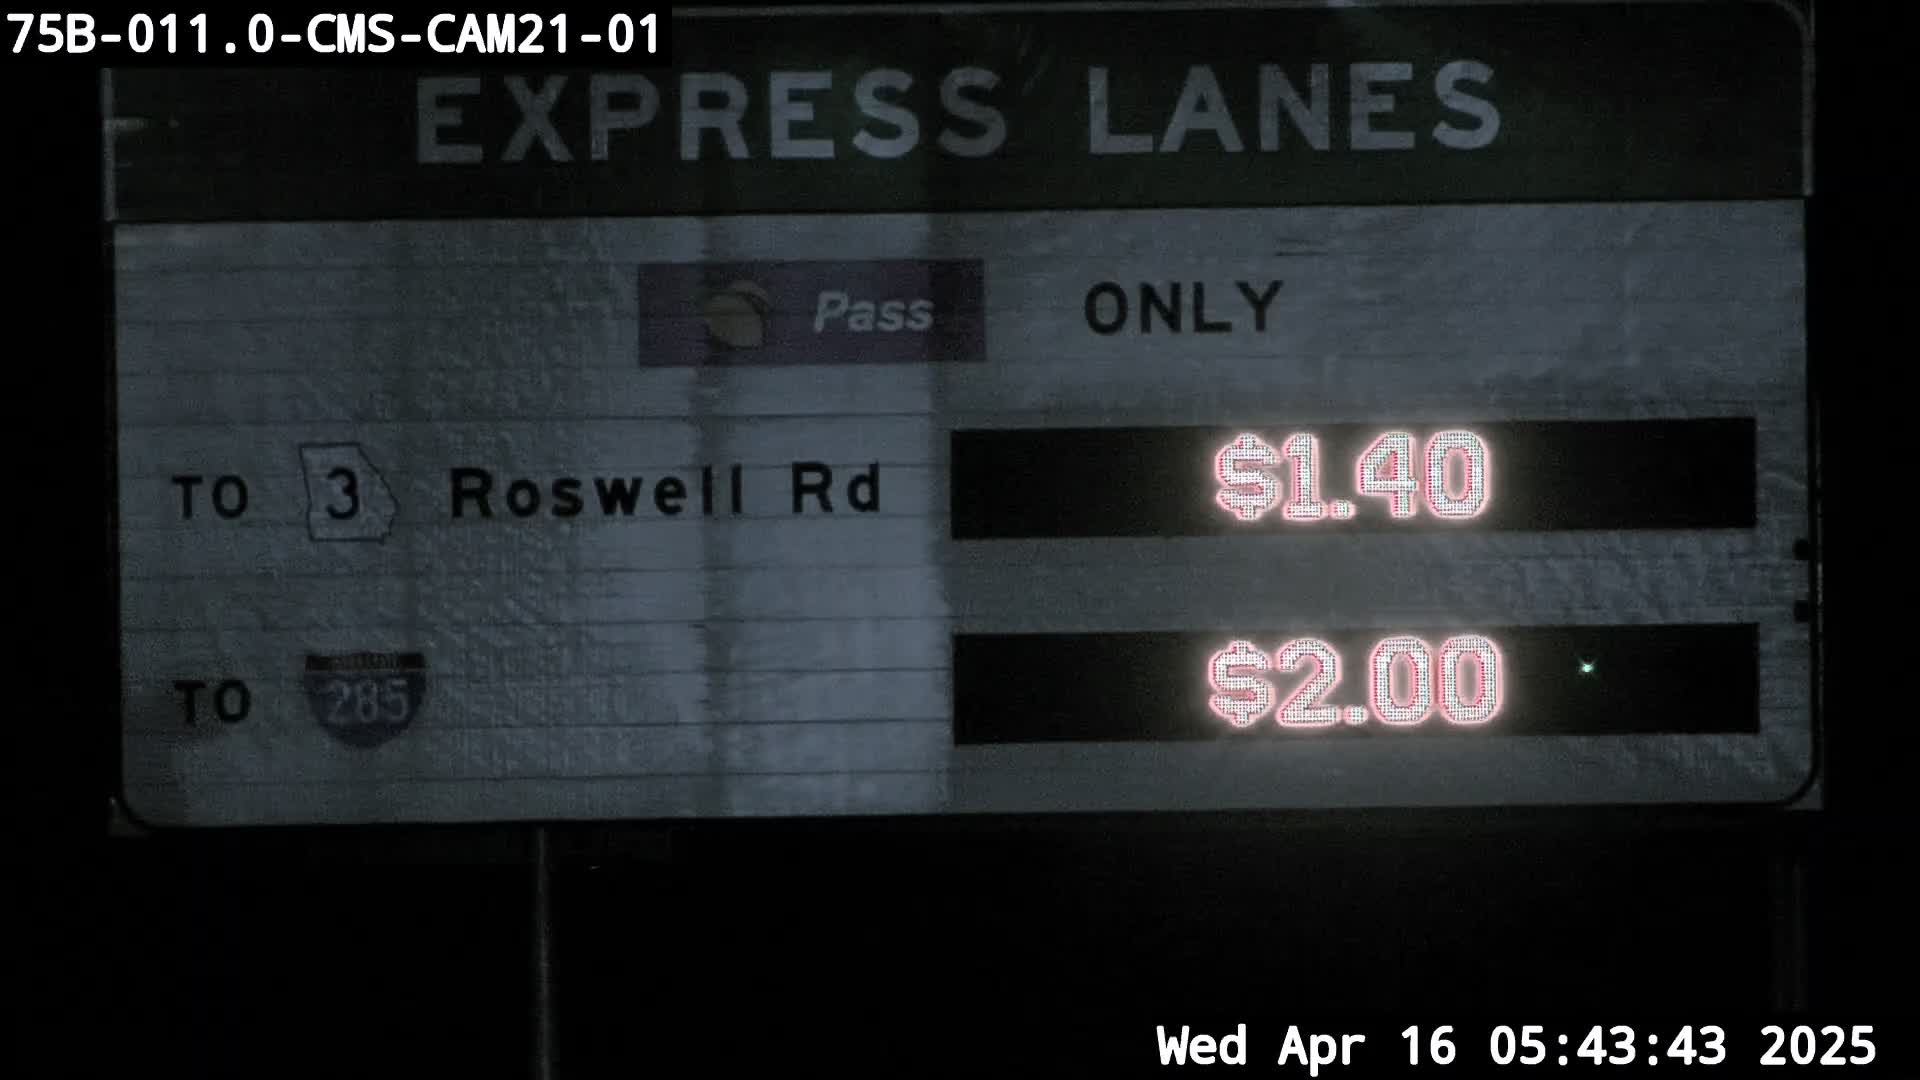 75B-011.0-CMS-CAM21-01
EXPRESS LANES
Pass ONLY
TO 3 Roswell Rd $1.40
TO 285 $2.00
Wed Apr 16 05:43:43 2025